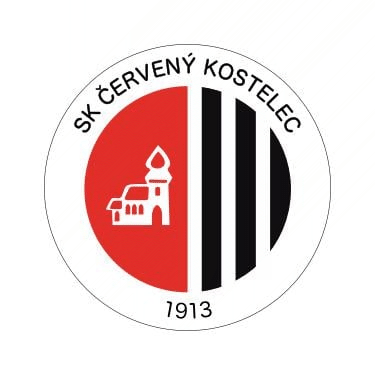 SK ČERVENÝ KOSTELEC
1913